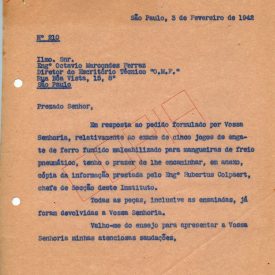 São Paulo, 3 de Fevereiro de 1942
Nº 210
Ilmo. Snr.
Engº Octavio Marcondes Ferraz
Diretor do Escritório Técnico "O.M.F."
Rua Bôa Vista, 15, 8º
São Paulo
Prezado Senhor,
Em resposta ao pedido formulado por Vossa
Senhoria, relativamente ao exame de cinco jogos de enga-
te de ferro fundido maleabilizado para mangueiras de freio
pneumático, tenho o prazer de lhe encaminhar, em anexo,
cópia da informação prestada pelo Engº Hubertus Colpaert,
chefe de Secção deste Instituto.
Todas as peças, inclusive as ensaiadas, já
foram devolvidas a Vossa Senhoria.
Valho-me do ensejo para apresentar a Vossa
Senhoria minhas atenciosas saudações,